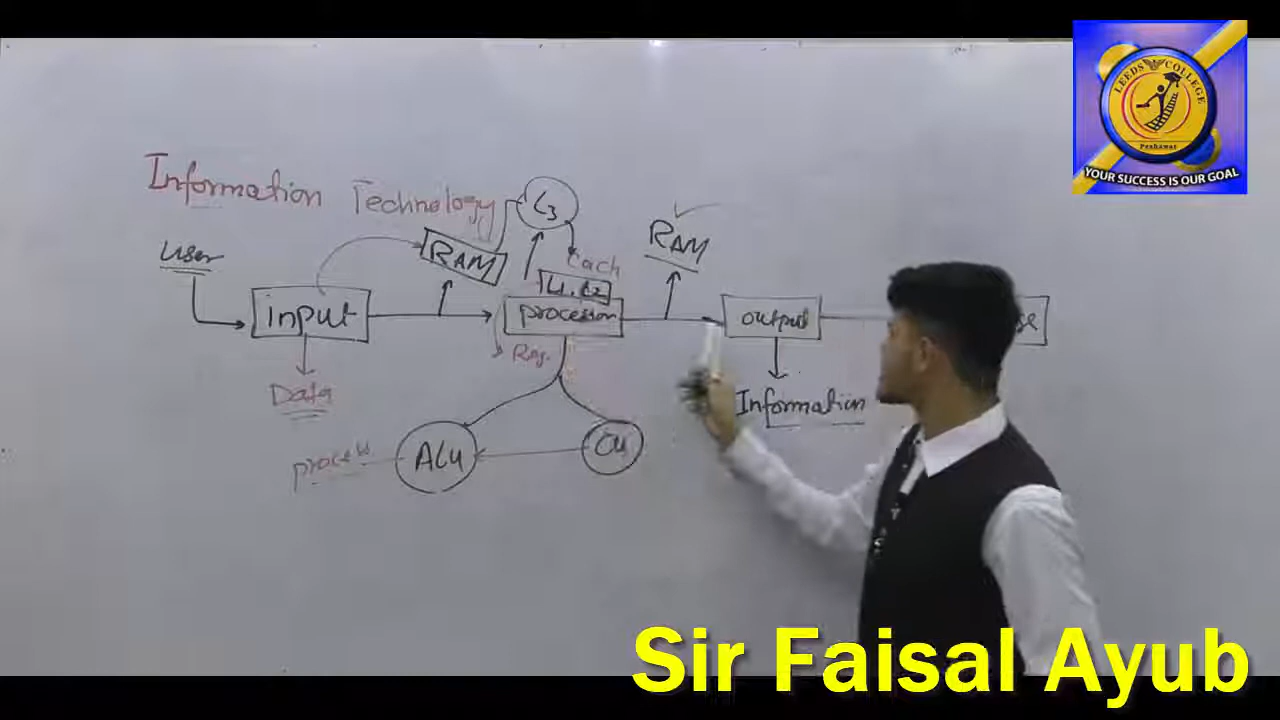 LEEDS COLLEGE
Peshawar
YOUR SUCCESS IS OUR GOAL
Information Technology
L3
User
RAM
RAM
Cach
L1.L2
input
processor
output
se
Reg.
Data
Information
process
ALU
CU
Sir Faisal Ayub